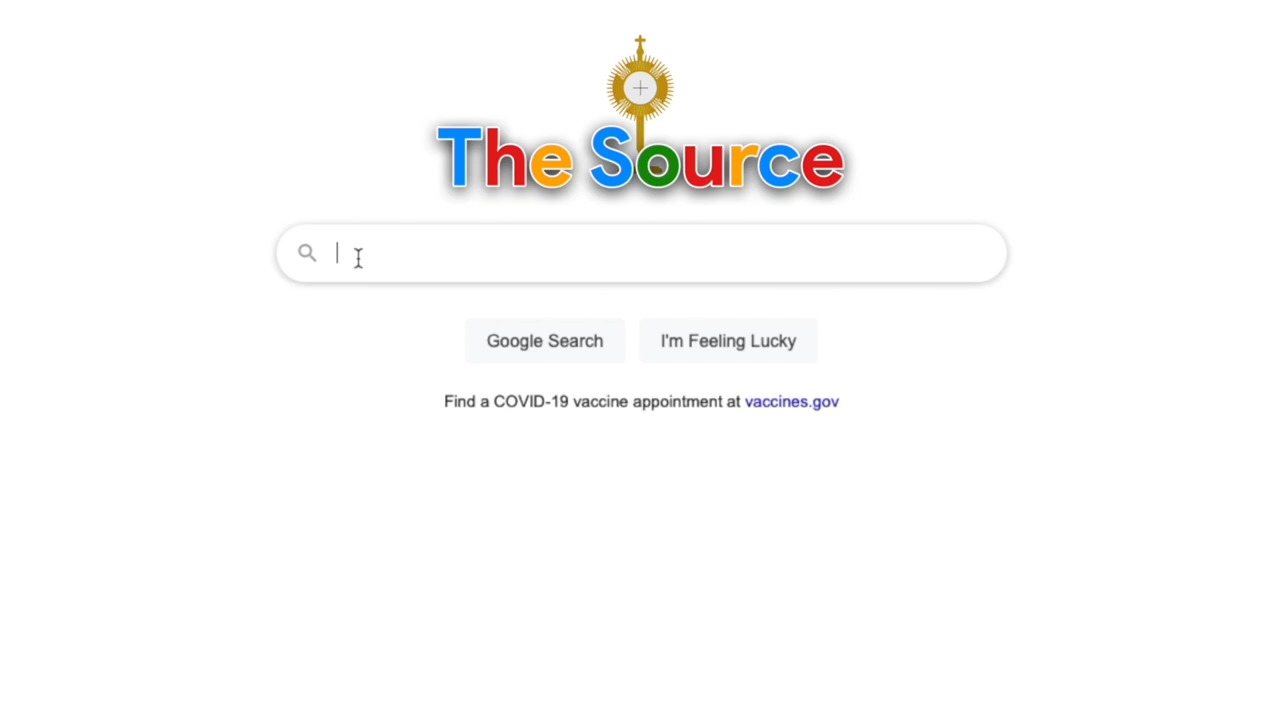 The Source
Google Search
I'm Feeling Lucky
Find a COVID-19 vaccine appointment at vaccines.gov